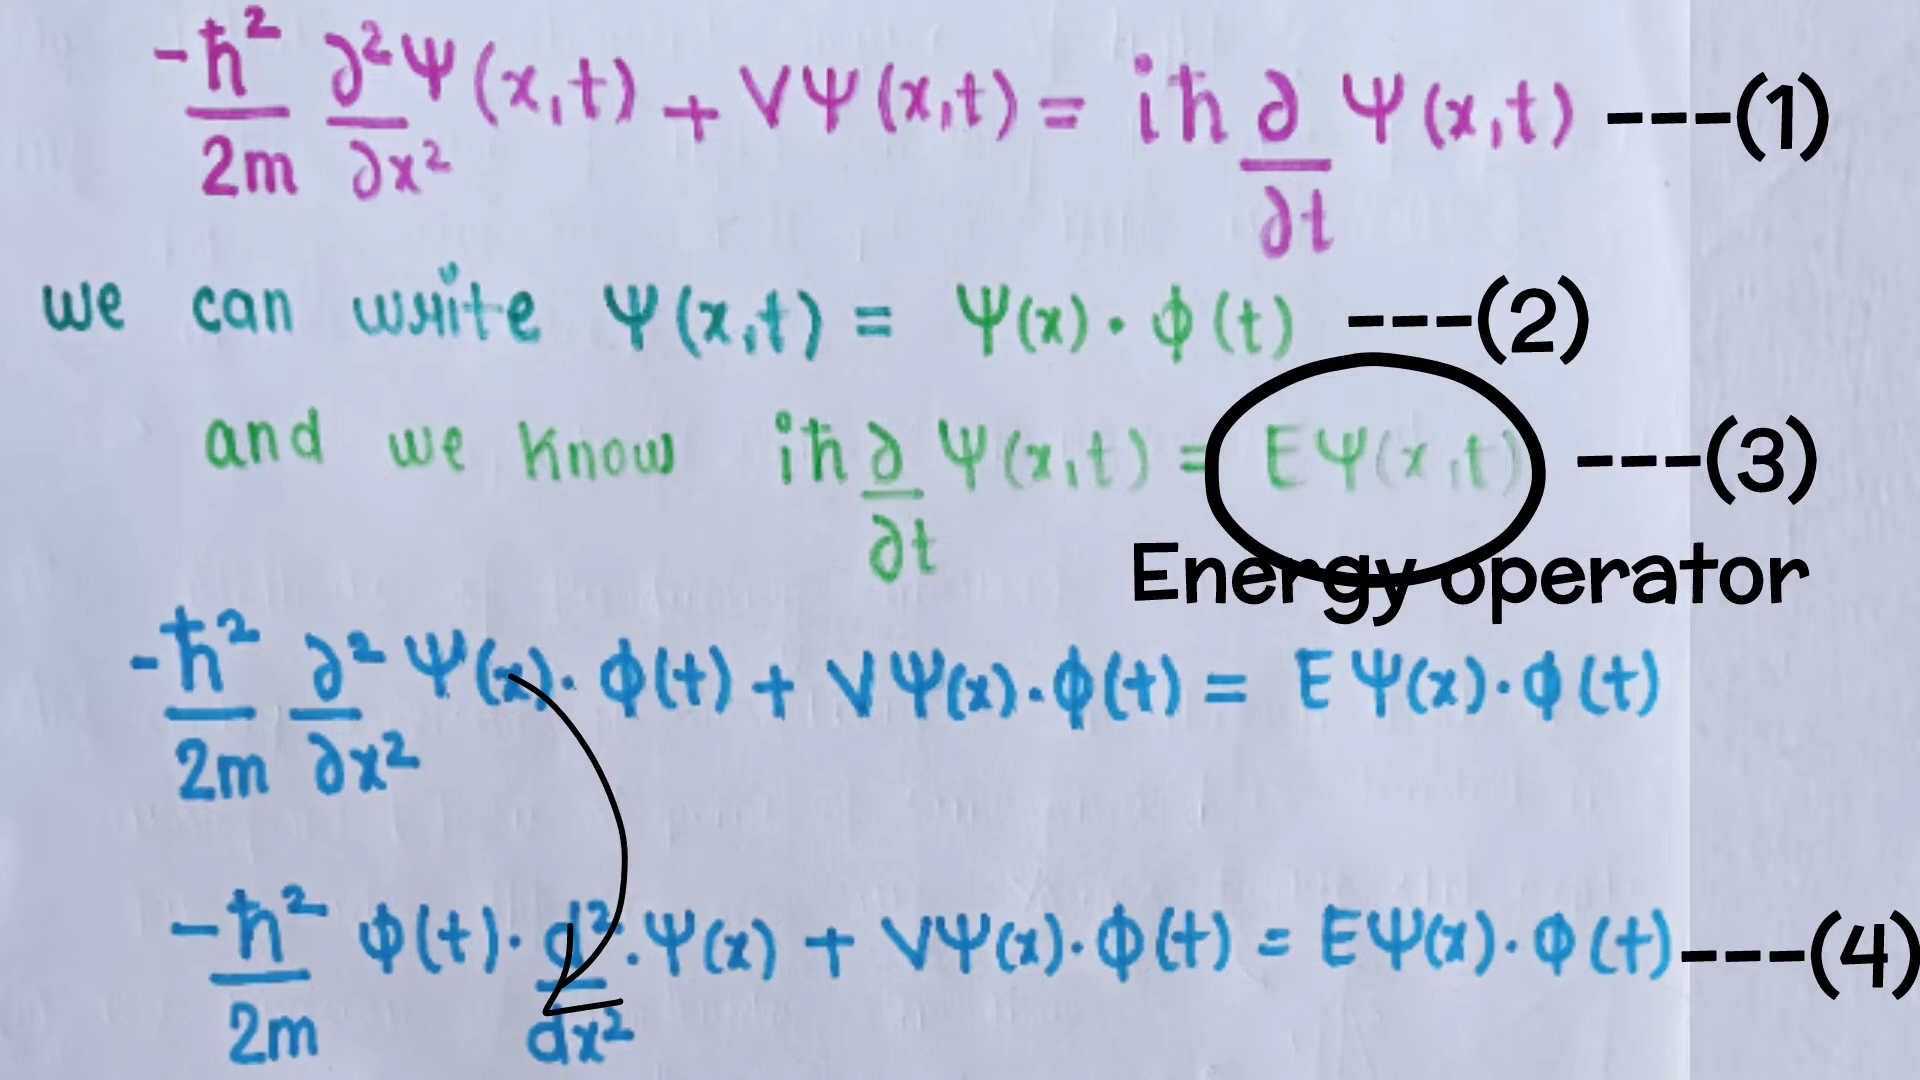 -ħ²/2m ∂²/∂x² Ψ(x,t) + VΨ(x,t) = iħ ∂/∂t Ψ(x,t) ---(1)
we can write Ψ(x,t) = Ψ(x)·ϕ(t) ---(2)
and we know iħ ∂/∂t Ψ(x,t) = EΨ(x,t) ---(3)
Energy operator
-ħ²/2m ∂²/∂x² Ψ(x)·ϕ(t) + VΨ(x)·ϕ(t) = EΨ(x)·ϕ(t)
-ħ²/2m ϕ(t)·d²/dx²·Ψ(x) + VΨ(x)·ϕ(t) = EΨ(x)·ϕ(t) ---(4)